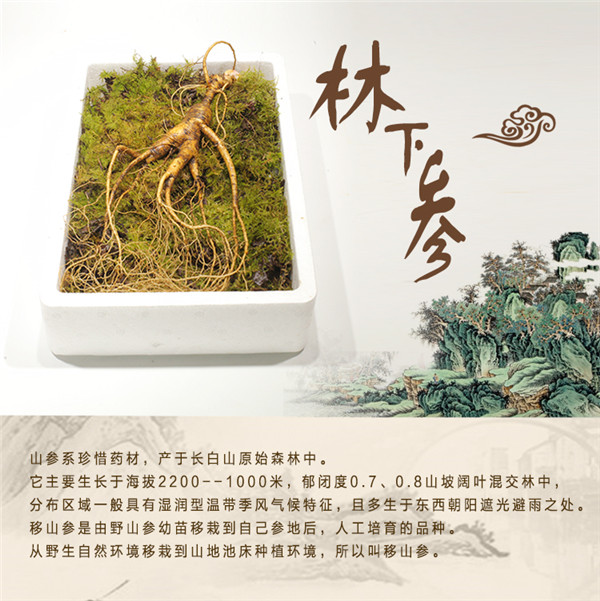 林下参
山参系珍惜药材，产于长白山原始森林中。
它主要生长于海拔2200--1000米，郁闭度0.7、0.8山坡阔叶混交林中，
分布区域一般具有湿润型温带季风气候特征，且多生于东西朝阳遮光避雨之处。
移山参是由野山参幼苗移栽到自己参地后，人工培育的品种。
从野生自然环境移栽到山地池床种植环境，所以叫移山参。